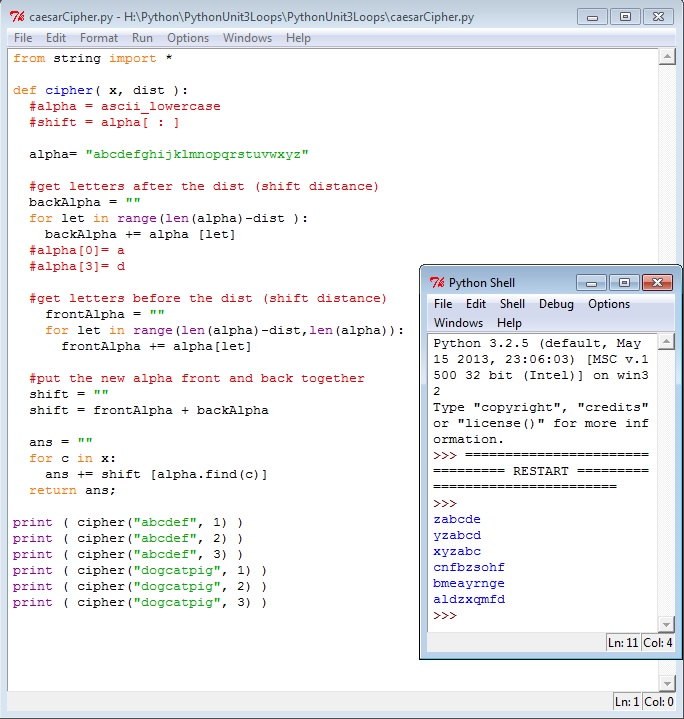 caesarCipher.py - H:\Python\PythonUnit3Loops\PythonUnit3Loops\caesarCipher.py
File Edit Format Run Options Windows Help
from string import *
def cipher( x, dist ):
#alpha = ascii_lowercase
#shift = alpha[ : ]
alpha= "abcdefghijklmnopqrstuvwxyz"
#get letters after the dist (shift distance)
backAlpha = ""
for let in range(len(alpha)-dist ):
backAlpha += alpha [let]
#alpha[0]= a
#alpha[3]= d
#get letters before the dist (shift distance)
frontAlpha = ""
for let in range(len(alpha)-dist,len(alpha)):
frontAlpha += alpha[let]
#put the new alpha front and back together
shift = ""
shift = frontAlpha + backAlpha
ans = ""
for c in x:
ans += shift [alpha.find(c)]
return ans;
print ( cipher("abcdef", 1) )
print ( cipher("abcdef", 2) )
print ( cipher("abcdef", 3) )
print ( cipher("dogcatpig", 1) )
print ( cipher("dogcatpig", 2) )
print ( cipher("dogcatpig", 3) )
Ln: 1 Col: 0
Python Shell
File Edit Shell Debug Options
Windows Help
Python 3.2.5 (default, May
15 2013, 23:06:03) [MSC v.1
500 32 bit (Intel)] on win3
2
Type "copyright", "credits"
or "license()" for more inf
ormation.
>>> =======================
========= RESTART =========
=======================
>>>
zabcde
yzabcd
xyzabc
cnfbzsohf
bmeayrnge
aldzxqmfd
>>>
Ln: 11 Col: 4